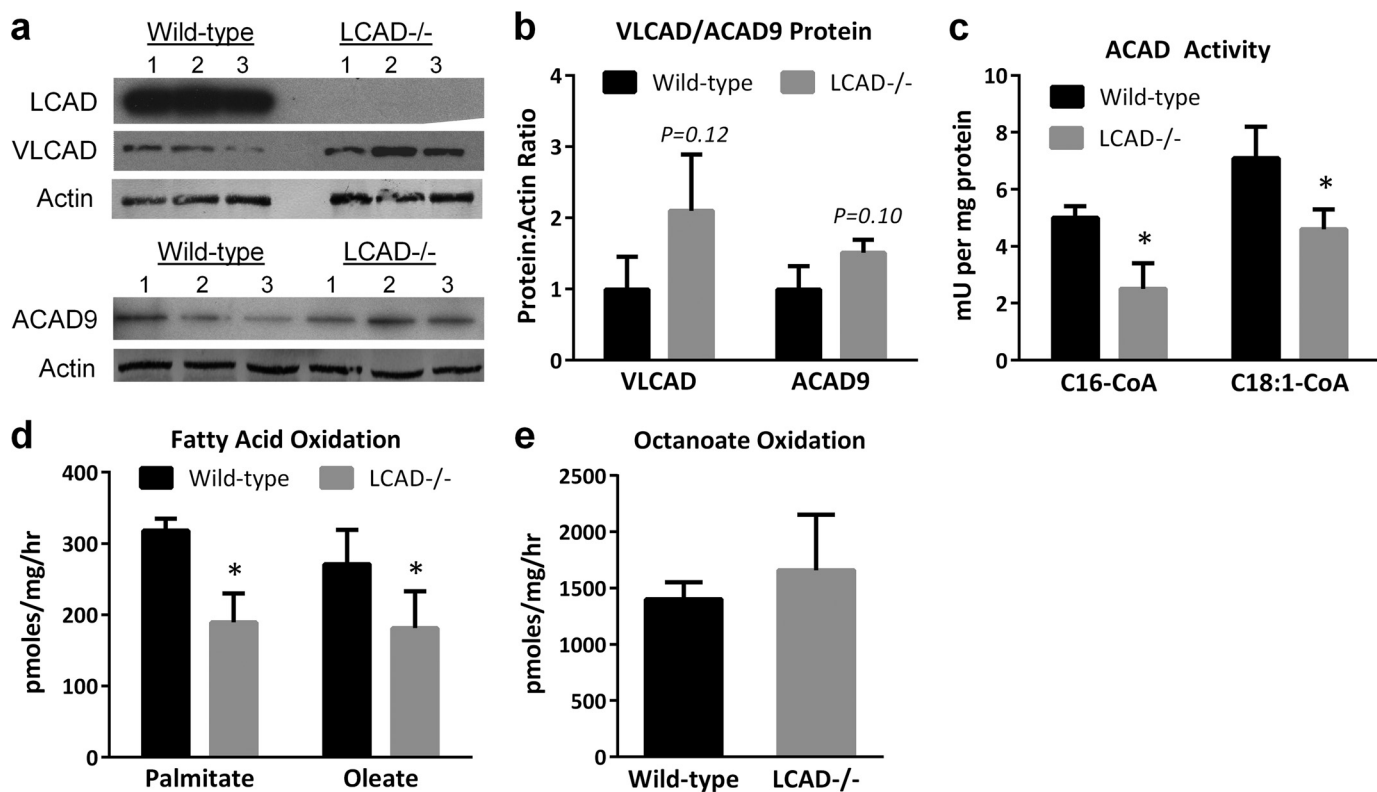 a
Wild-type LCAD-/-
1 2 3 1 2 3
LCAD
VLCAD
Actin
Wild-type LCAD-/-
1 2 3 1 2 3
ACAD9
Actin
b
VLCAD/ACAD9 Protein
Wild-type LCAD-/-
Protein:Actin Ratio
4
3
2
1
0
P=0.12
P=0.10
VLCAD ACAD9
c
ACAD Activity
Wild-type
LCAD-/-
mU per mg protein
10
8
6
4
2
0
*
*
C16-CoA C18:1-CoA
d
Fatty Acid Oxidation
Wild-type LCAD-/-
pmoles/mg/hr
400
300
200
100
0
*
*
Palmitate Oleate
e
Octanoate Oxidation
pmoles/mg/hr
2500
2000
1500
1000
500
0
Wild-type LCAD-/-